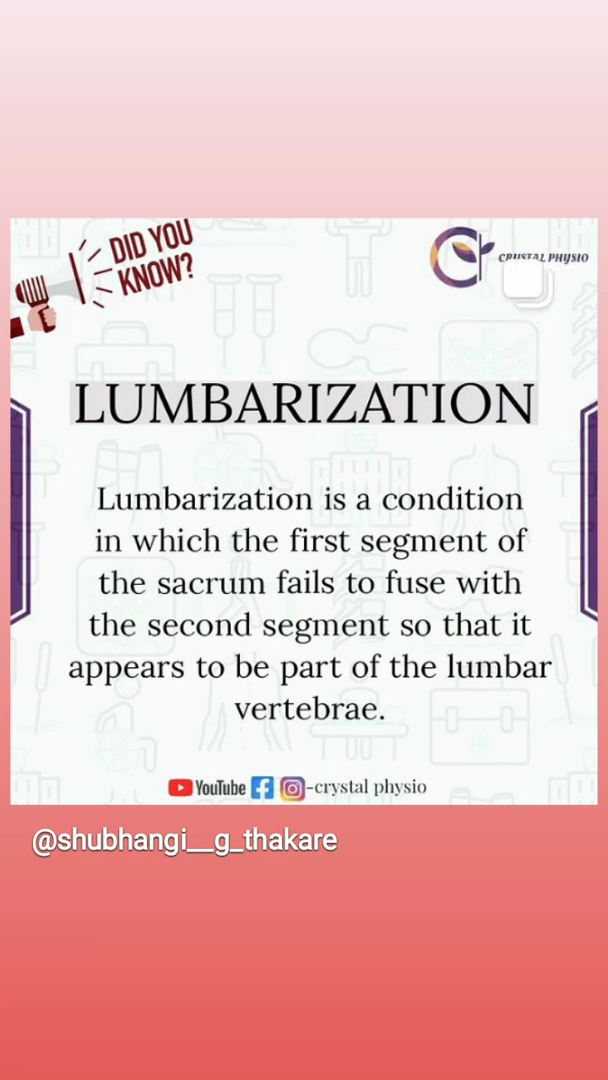 DID YOU
KNOW?
CRYSTAL PHYSIO
LUMBARIZATION
Lumbarization is a condition
in which the first segment of
the sacrum fails to fuse with
the second segment so that it
appears to be part of the lumbar
vertebrae.
YouTube -crystal physio
@shubhangi__g_thakare